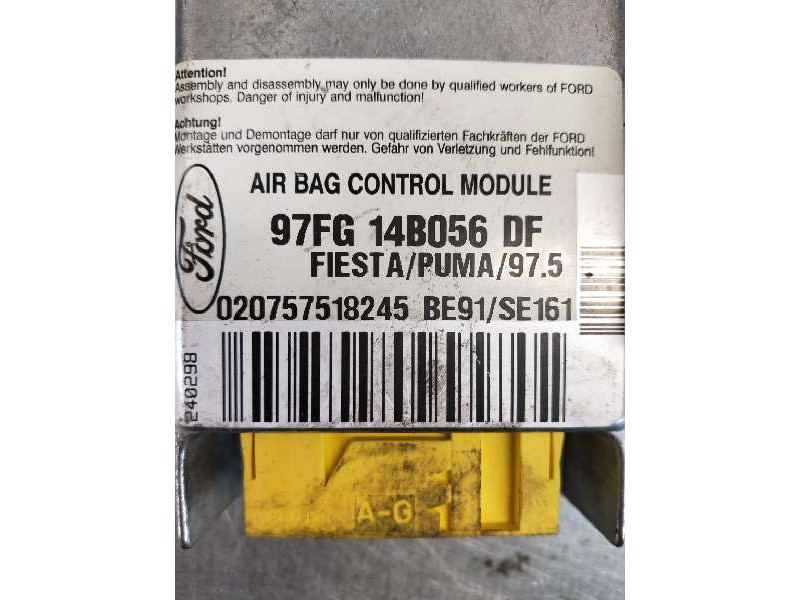 Attention!
Assembly and disassembly may only be done by qualified workers of FORD
workshops. Danger of injury and malfunction!
Achtung!
Montage und Demontage darf nur von qualifizierten Fachkräften der FORD
Werkstätten vorgenommen werden. Gefahr von Verletzung und Fehlfunktion!
AIR BAG CONTROL MODULE
Ford
97FG 14B056 DF
FIESTA/PUMA/97.5
020757518245 BE91/SE161
240298
A-G